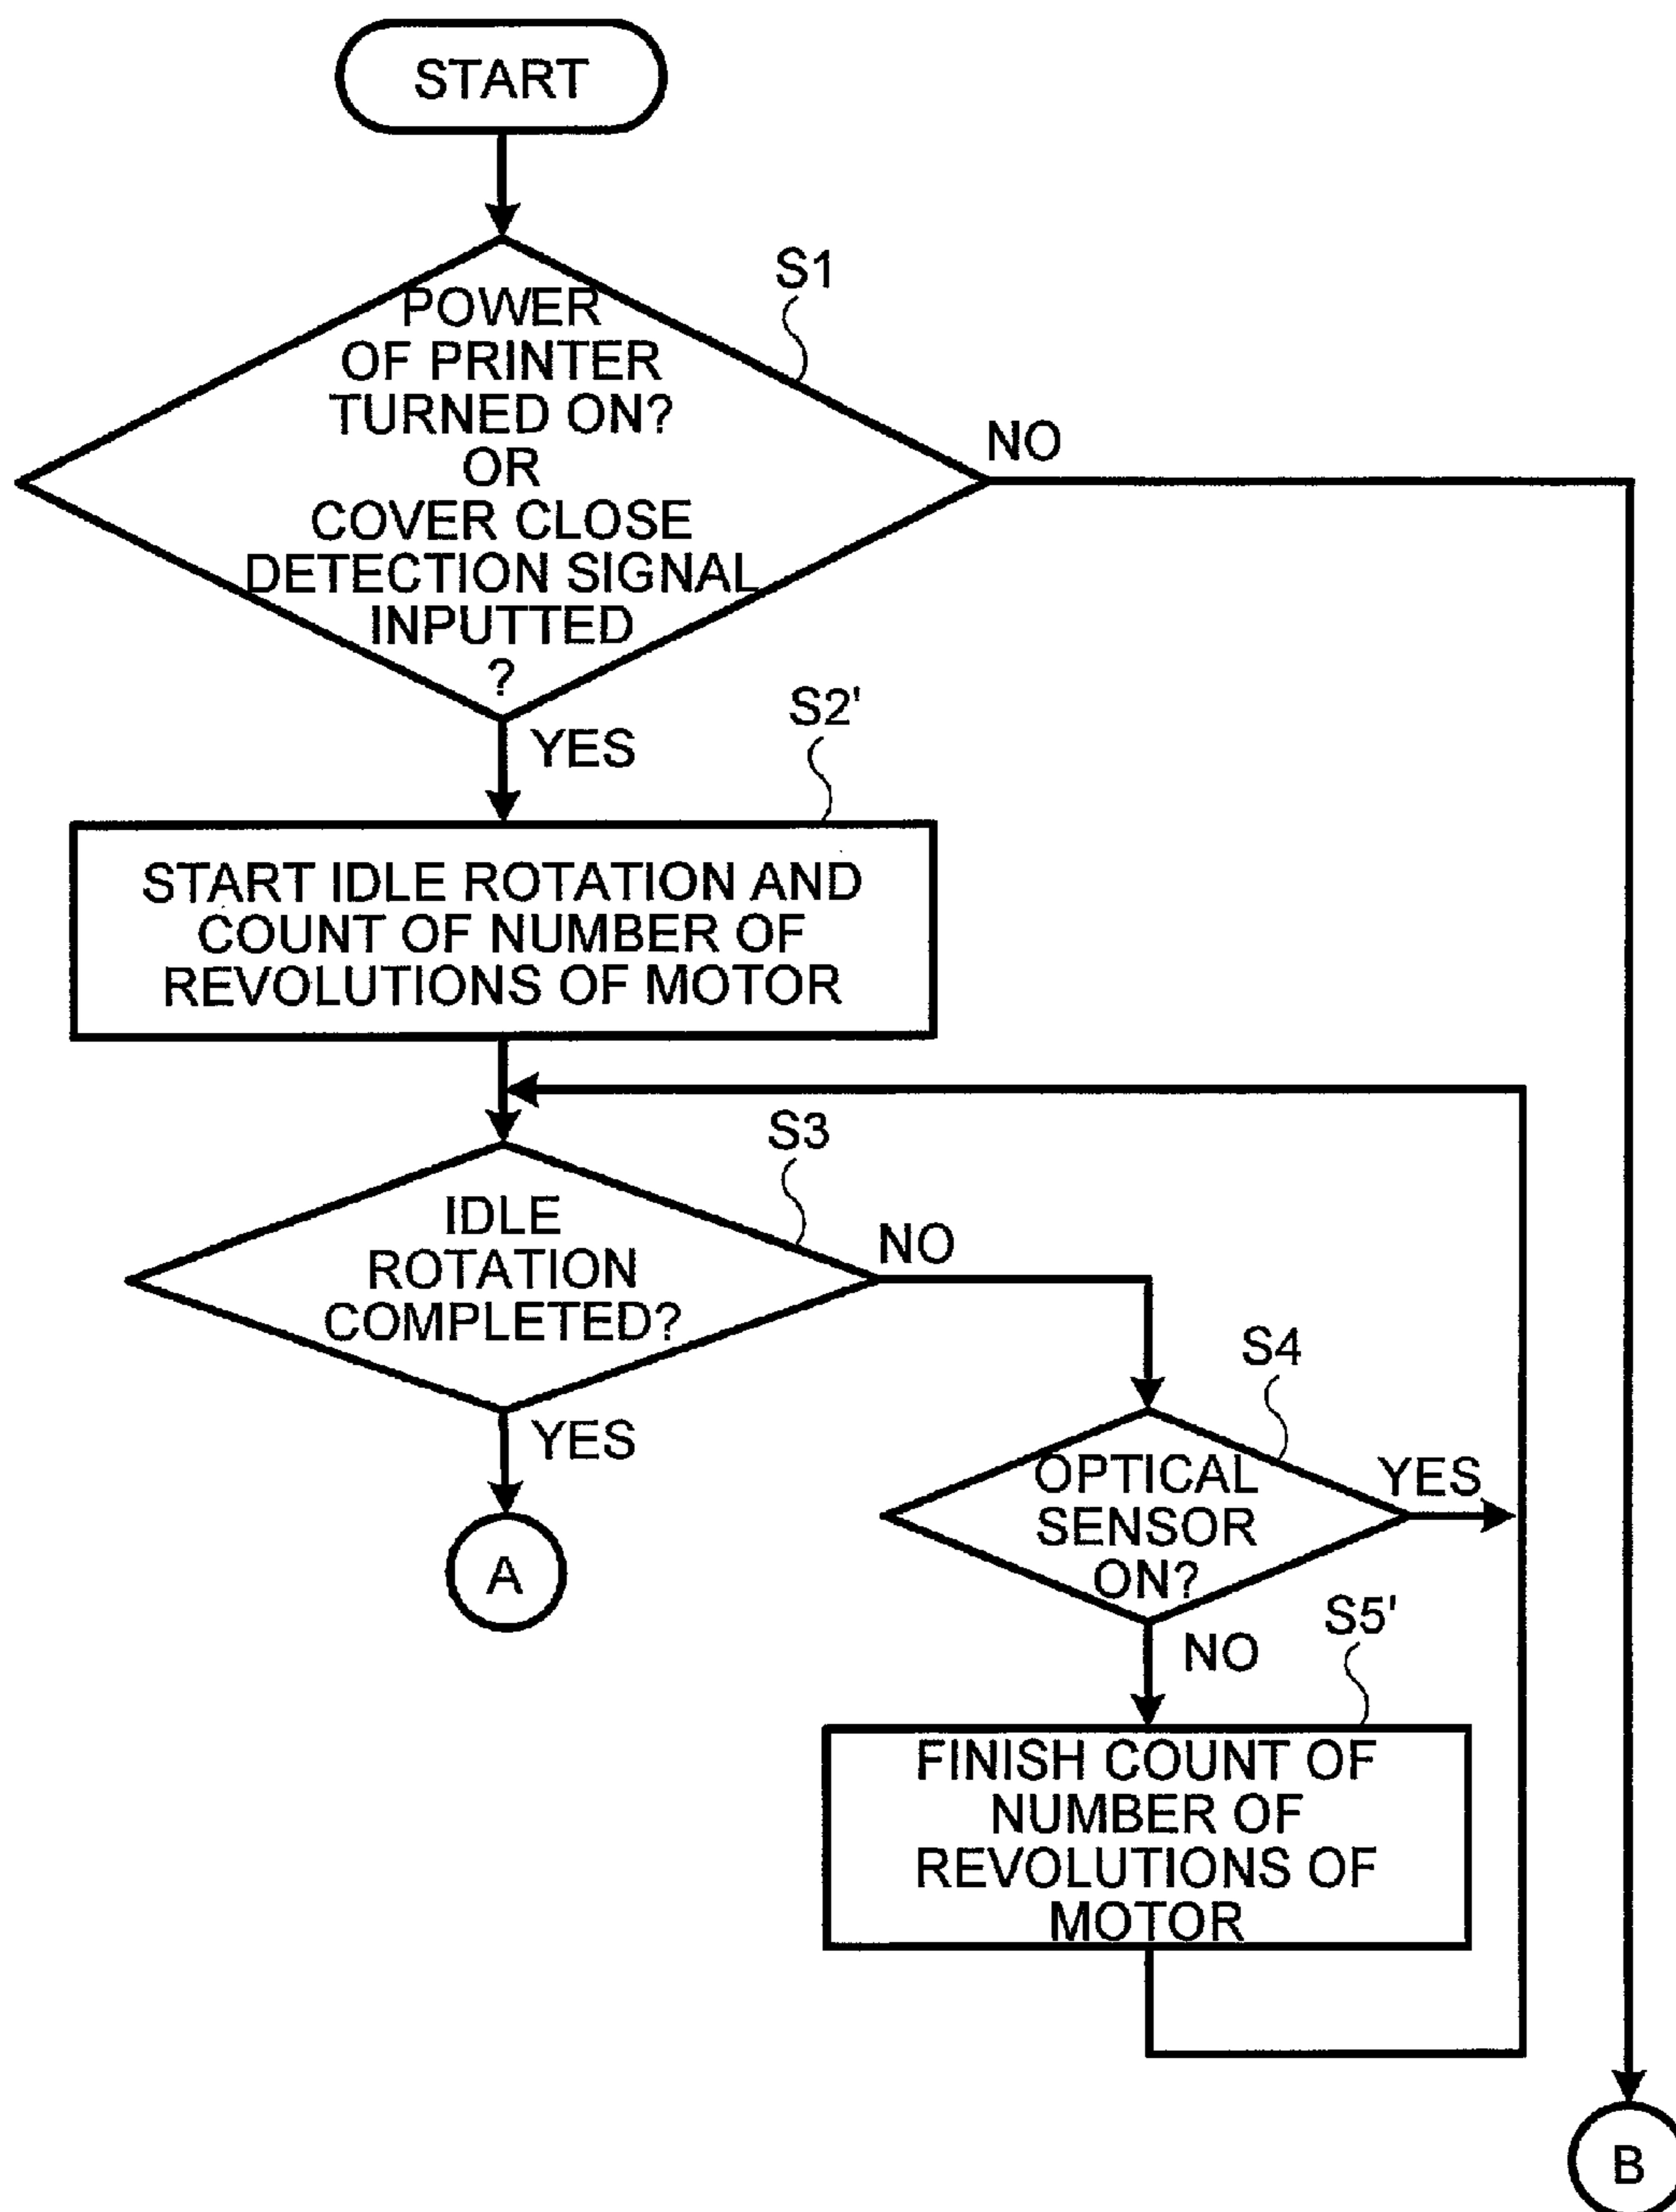 START
S1
POWER
OF PRINTER
TURNED ON?
OR
COVER CLOSE
DETECTION SIGNAL
INPUTTED
?
NO
YES
S2'
START IDLE ROTATION AND
COUNT OF NUMBER OF
REVOLUTIONS OF MOTOR
S3
IDLE
ROTATION
COMPLETED?
NO
YES
A
S4
OPTICAL
SENSOR
ON?
YES
NO
S5'
FINISH COUNT OF
NUMBER OF
REVOLUTIONS OF
MOTOR
B